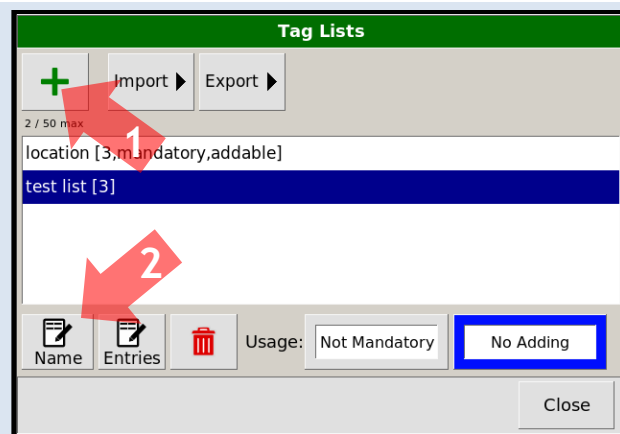 Tag Lists
Import Export
2 / 50 max
1
location [3,mandatory,addable]
test list [3]
2
Name Entries Usage: Not Mandatory No Adding
Close